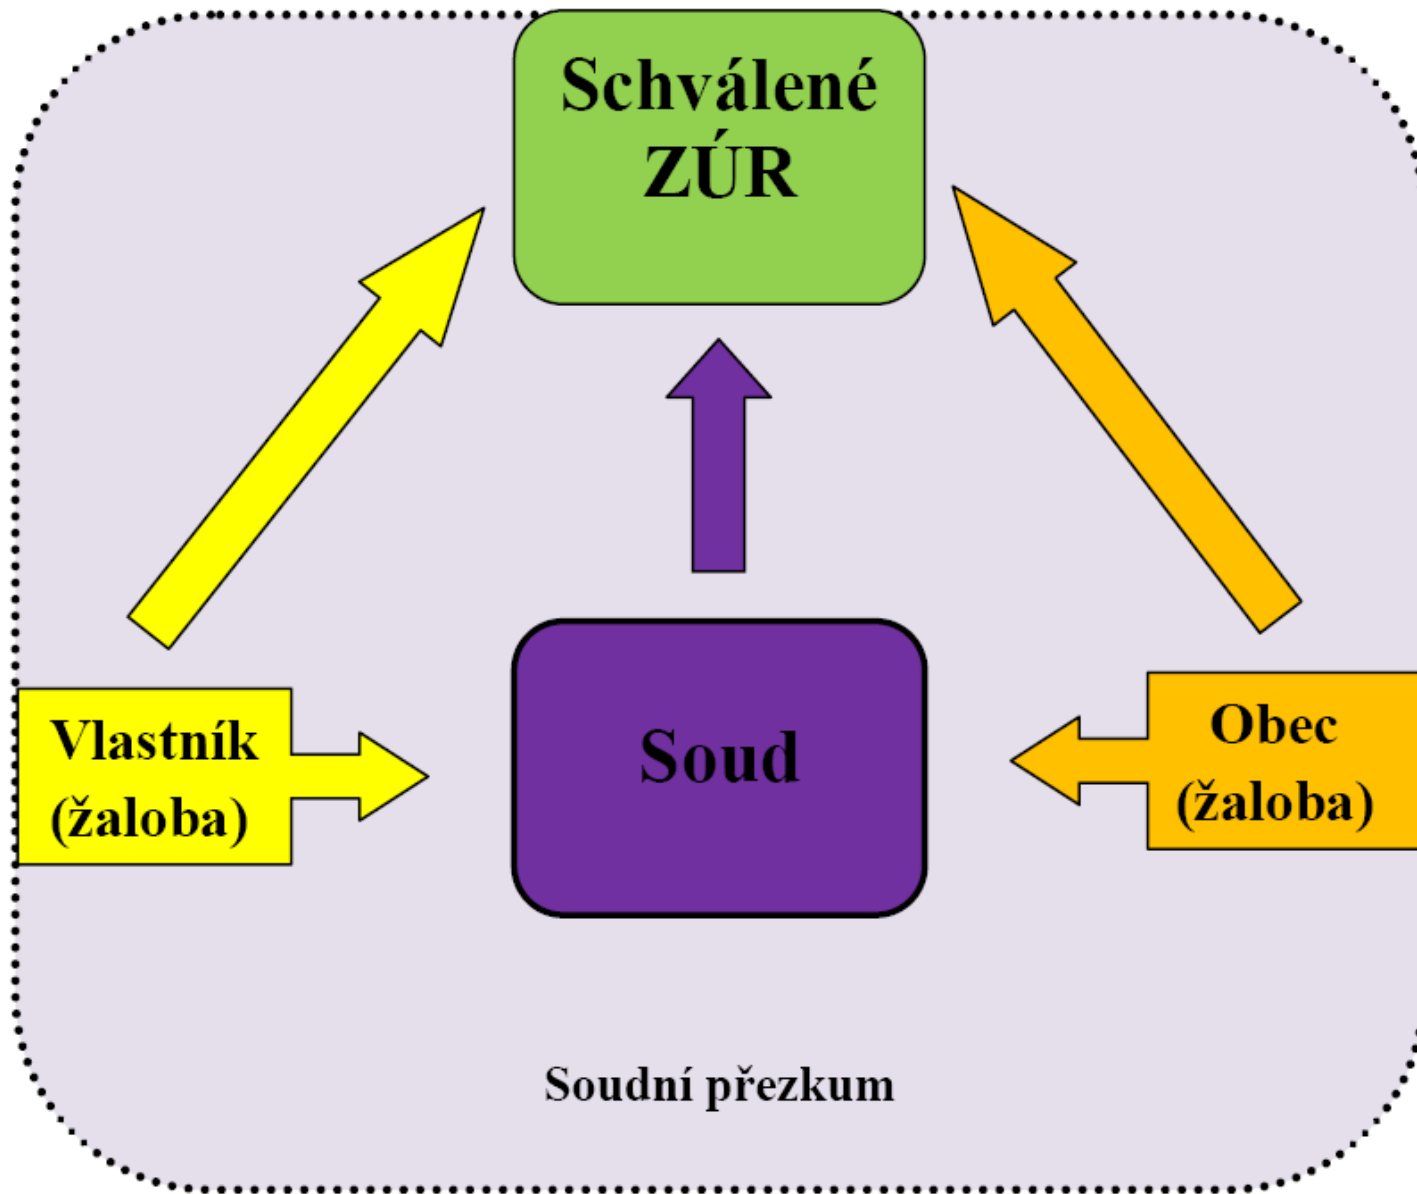 Schválené
ZÚR
Vlastník
(žaloba)
Soud
Obec
(žaloba)
Soudní přezkum